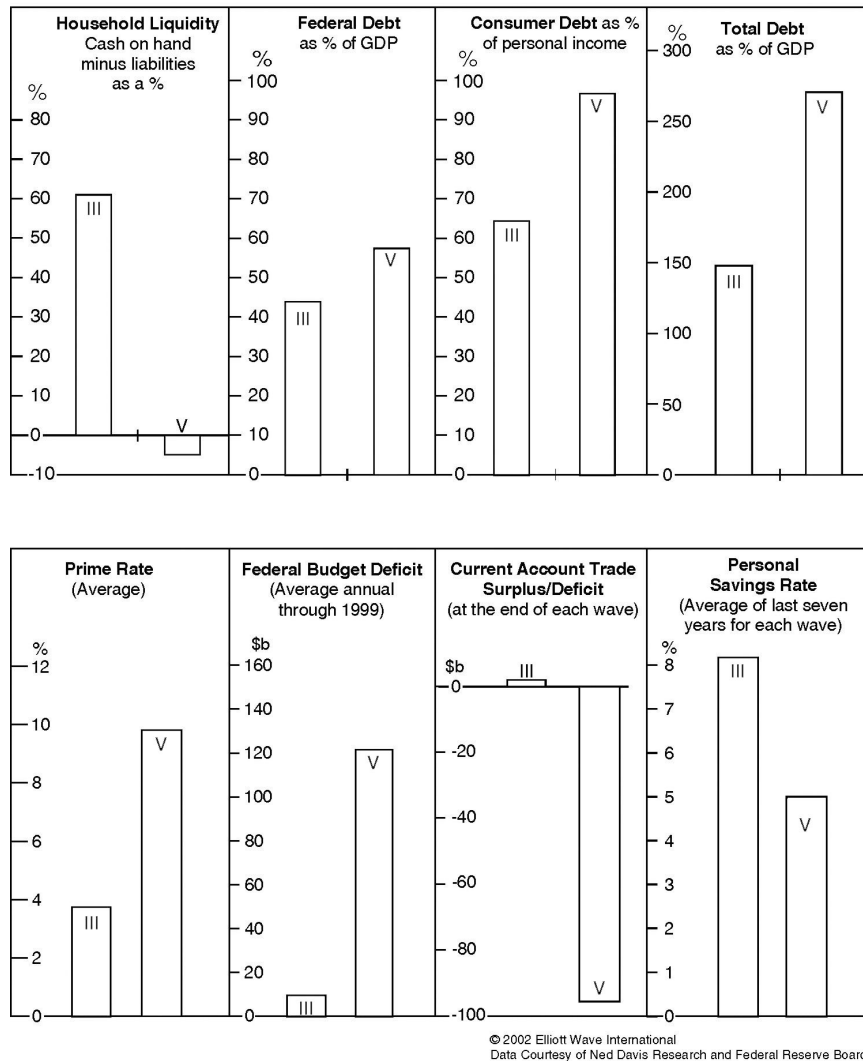 Household Liquidity
Cash on hand
minus liabilities
as a %
%
80
70
60
50
40
30
20
10
0
-10
III
V
Federal Debt
as % of GDP
%
100
90
80
70
60
50
40
30
20
10
0
III
V
Consumer Debt as %
of personal income
%
100
90
80
70
60
50
40
30
20
10
0
III
V
Total Debt
as % of GDP
%
300
250
200
150
100
50
0
III
V
Prime Rate
(Average)
%
12
10
8
6
4
2
0
III
V
Federal Budget Deficit
(Average annual
through 1999)
$b
160
140
120
100
80
60
40
20
0
III
V
Current Account Trade
Surplus/Deficit
(at the end of each wave)
$b
0
-20
-40
-60
-80
-100
III
V
Personal
Savings Rate
(Average of last seven
years for each wave)
%
8
7
6
5
4
3
2
1
0
III
V
© 2002 Elliott Wave International
Data Courtesy of Ned Davis Research and Federal Reserve Board